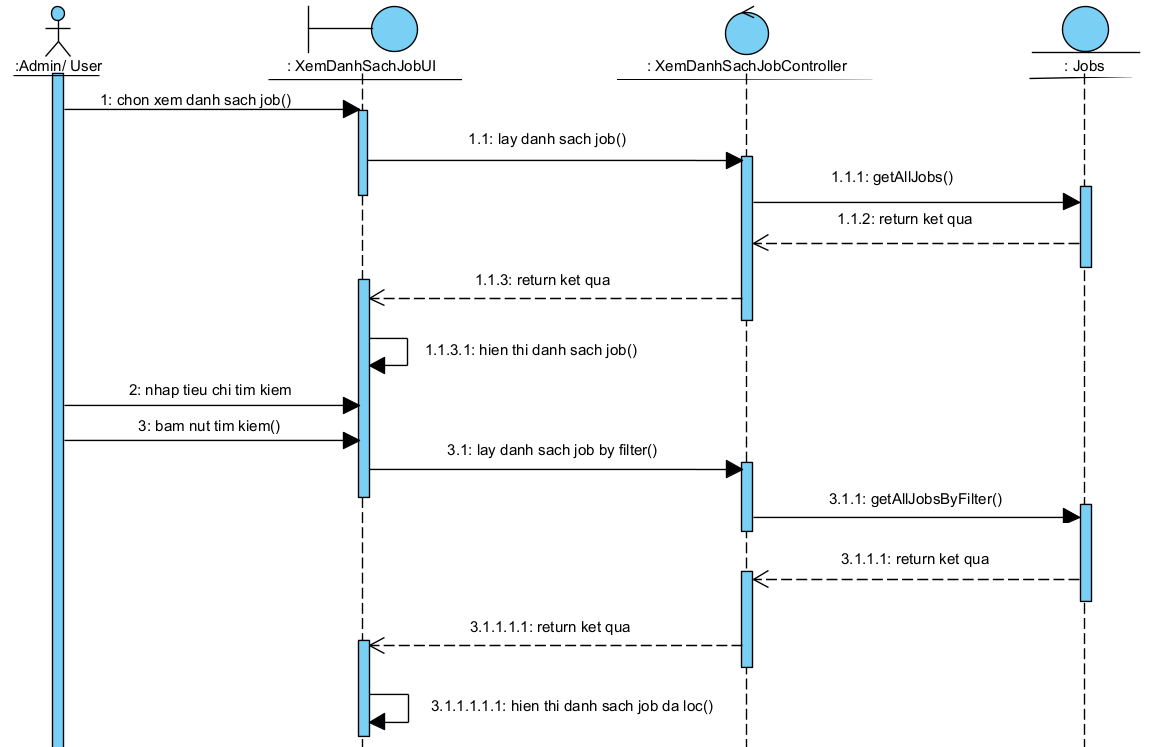 :Admin/ User
: XemDanhSachJobUI
: XemDanhSachJobController
: Jobs
1: chon xem danh sach job()
1.1: lay danh sach job()
1.1.1: getAllJobs()
1.1.2: return ket qua
1.1.3: return ket qua
1.1.3.1: hien thi danh sach job()
2: nhap tieu chi tim kiem
3: bam nut tim kiem()
3.1: lay danh sach job by filter()
3.1.1: getAllJobsByFilter()
3.1.1.1: return ket qua
3.1.1.1.1: return ket qua
3.1.1.1.1.1: hien thi danh sach job da loc()